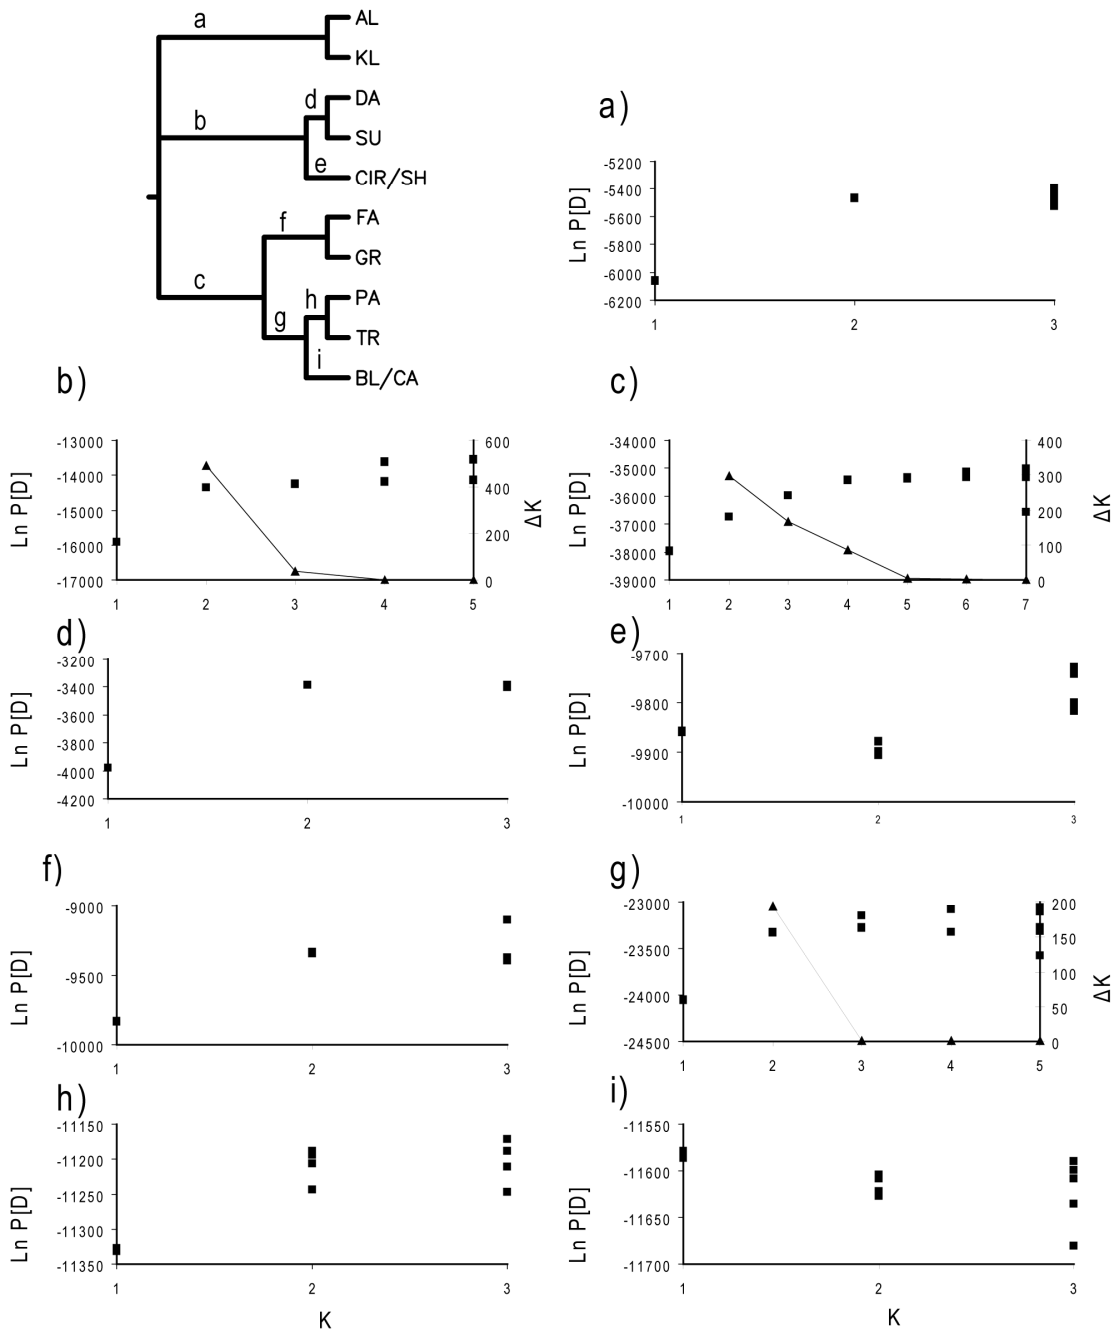 a
AL
KL
b
d
DA
SU
e
CIR/SH
c
f
FA
GR
g
h
PA
TR
i
BL/CA
a)
Ln P[D]
-5200
-5400
-5600
-5800
-6000
-6200
1 2 3
b)
Ln P[D]
-13000
-14000
-15000
-16000
-17000
600
400
200
0
ΔK
1 2 3 4 5
c)
Ln P[D]
-34000
-35000
-36000
-37000
-38000
-39000
400
300
200
100
0
ΔK
1 2 3 4 5 6 7
d)
Ln P[D]
-3200
-3400
-3600
-3800
-4000
-4200
1 2 3
e)
Ln P[D]
-9700
-9800
-9900
-10000
1 2 3
f)
Ln P[D]
-9000
-9500
-10000
1 2 3
g)
Ln P[D]
-23000
-23500
-24000
-24500
200
150
100
50
0
ΔK
1 2 3 4 5
h)
Ln P[D]
-11150
-11200
-11250
-11300
-11350
1 2 3
K
i)
Ln P[D]
-11550
-11600
-11650
-11700
1 2 3
K